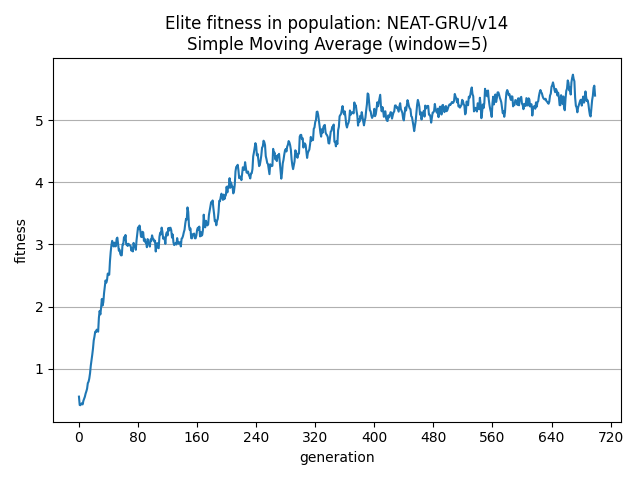 Elite fitness in population: NEAT-GRU/v14
Simple Moving Average (window=5)
fitness
5
4
3
2
1
0 80 160 240 320 400 480 560 640 720
generation